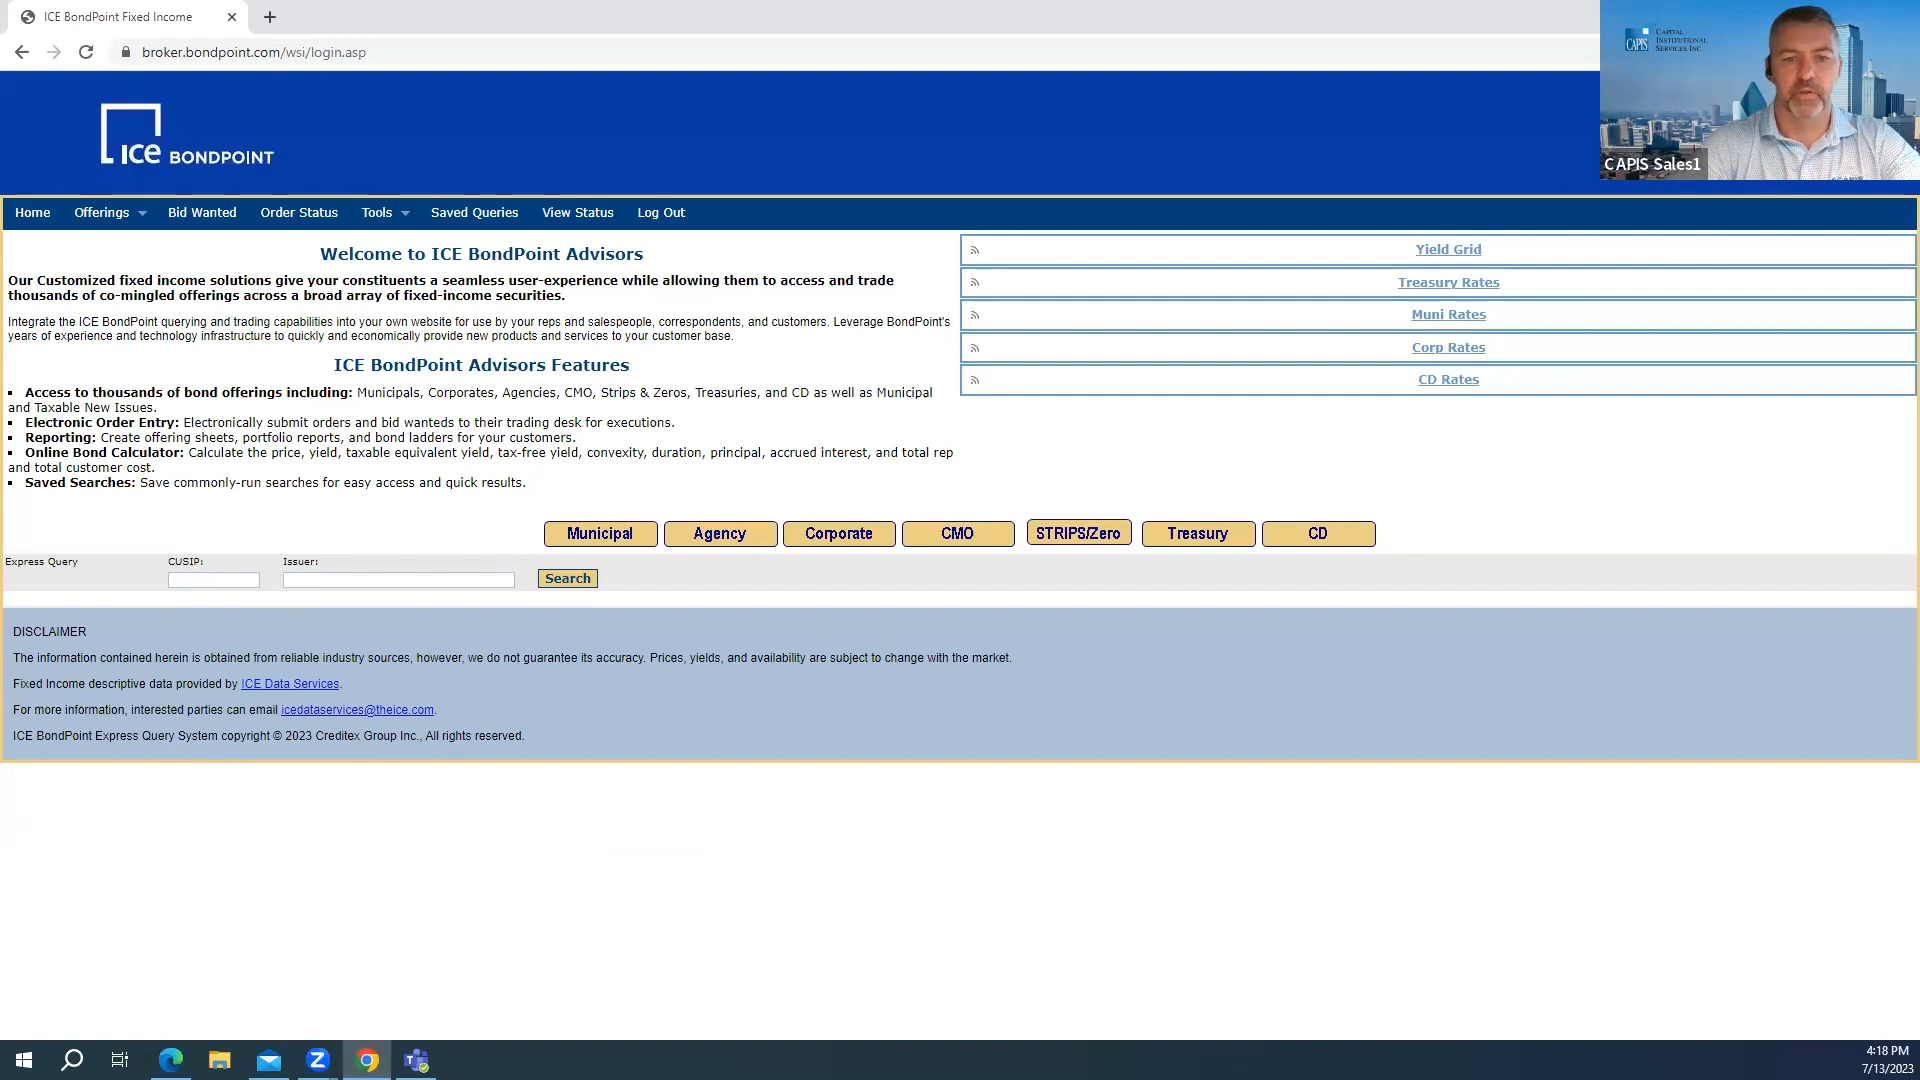 ICE BondPoint Fixed Income
broker.bondpoint.com/wsi/login.asp
CAPIS
CAPITAL
INSTITUTIONAL
SERVICES INC
CAPIS Sales1
ICE BONDPOINT
Home Offerings Bid Wanted Order Status Tools Saved Queries View Status Log Out
Welcome to ICE BondPoint Advisors
Our Customized fixed income solutions give your constituents a seamless user-experience while allowing them to access and trade
thousands of co-mingled offerings across a broad array of fixed-income securities.
Integrate the ICE BondPoint querying and trading capabilities into your own website for use by your reps and salespeople, correspondents, and customers. Leverage BondPoint's
years of experience and technology infrastructure to quickly and economically provide new products and services to your customer base.
ICE BondPoint Advisors Features
▪ Access to thousands of bond offerings including: Municipals, Corporates, Agencies, CMO, Strips & Zeros, Treasuries, and CD as well as Municipal
and Taxable New Issues.
▪ Electronic Order Entry: Electronically submit orders and bid wanteds to their trading desk for executions.
▪ Reporting: Create offering sheets, portfolio reports, and bond ladders for your customers.
▪ Online Bond Calculator: Calculate the price, yield, taxable equivalent yield, tax-free yield, convexity, duration, principal, accrued interest, and total rep
and total customer cost.
▪ Saved Searches: Save commonly-run searches for easy access and quick results.
Yield Grid
Treasury Rates
Muni Rates
Corp Rates
CD Rates
Municipal Agency Corporate CMO STRIPS/Zero Treasury CD
Express Query CUSIP: Issuer:
Search
DISCLAIMER
The information contained herein is obtained from reliable industry sources, however, we do not guarantee its accuracy. Prices, yields, and availability are subject to change with the market.
Fixed Income descriptive data provided by ICE Data Services.
For more information, interested parties can email icedataservices@theice.com.
ICE BondPoint Express Query System copyright © 2023 Creditex Group Inc., All rights reserved.
4:18 PM
7/13/2023